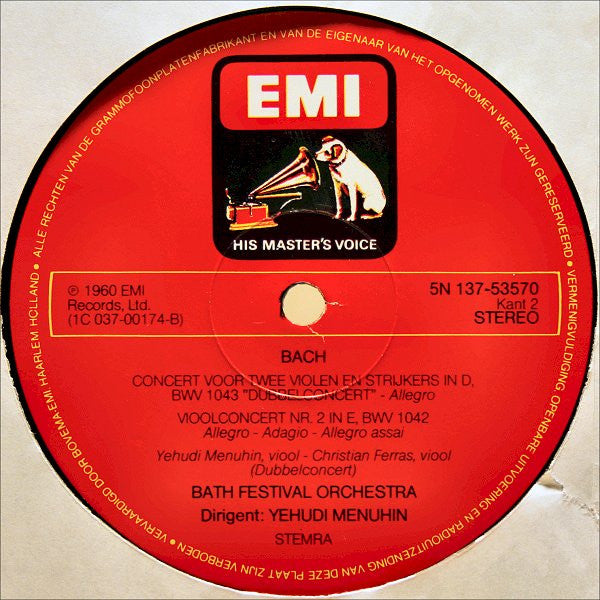 ALLE RECHTEN VAN DE GRAMMOFOONPLATENFABRIKANT EN VAN DE EIGENAAR VAN HET OPGENOMEN WERK ZIJN GERESERVEERD • VERMENIGVULDIGING OPENBARE UITVOERING EN RADIOUITZENDING VAN DEZE PLAAT ZIJN VERBODEN • VERVAARDIGD DOOR BOVEMA-EMI HAARLEM HOLLAND •
EMI
HIS MASTER'S VOICE
℗ 1960 EMI
Records, Ltd.
(1C 037-00174-B)
5N 137-53570
Kant 2
STEREO
BACH
CONCERT VOOR TWEE VIOLEN EN STRIJKERS IN D,
BWV 1043 "DUBBELCONCERT" - Allegro
VIOOLCONCERT NR. 2 IN E, BWV 1042
Allegro - Adagio - Allegro assai
Yehudi Menuhin, viool - Christian Ferras, viool
(Dubbelconcert)
BATH FESTIVAL ORCHESTRA
Dirigent: YEHUDI MENUHIN
STEMRA